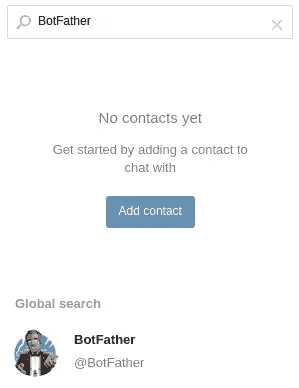 BotFather
No contacts yet
Get started by adding a contact to
chat with
Add contact
Global search
BotFather
@BotFather